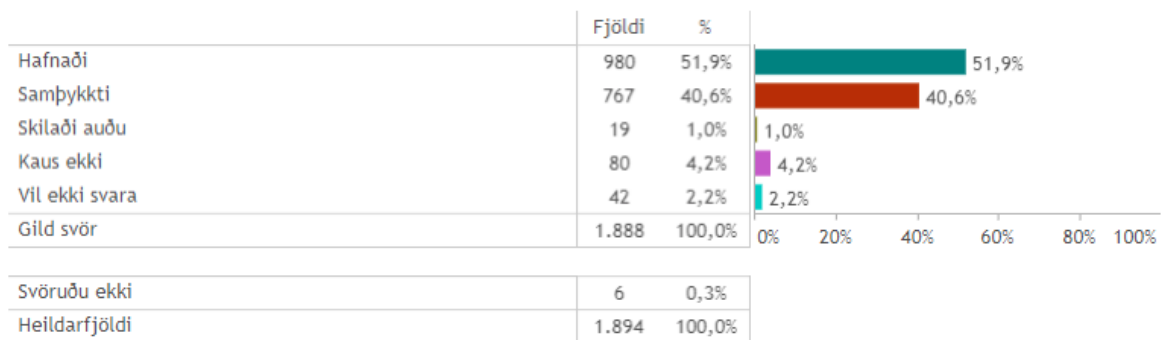 Fjöldi %
Hafnaði 980 51,9% 51,9%
Samþykkti 767 40,6% 40,6%
Skilaði auðu 19 1,0% 1,0%
Kaus ekki 80 4,2% 4,2%
Vil ekki svara 42 2,2% 2,2%
Gild svör 1.888 100,0%
0% 20% 40% 60% 80% 100%
Svöruðu ekki 6 0,3%
Heildarfjöldi 1.894 100,0%